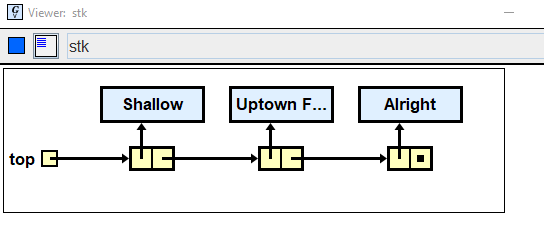 Viewer: stk
stk
Shallow
Uptown F...
Alright
top